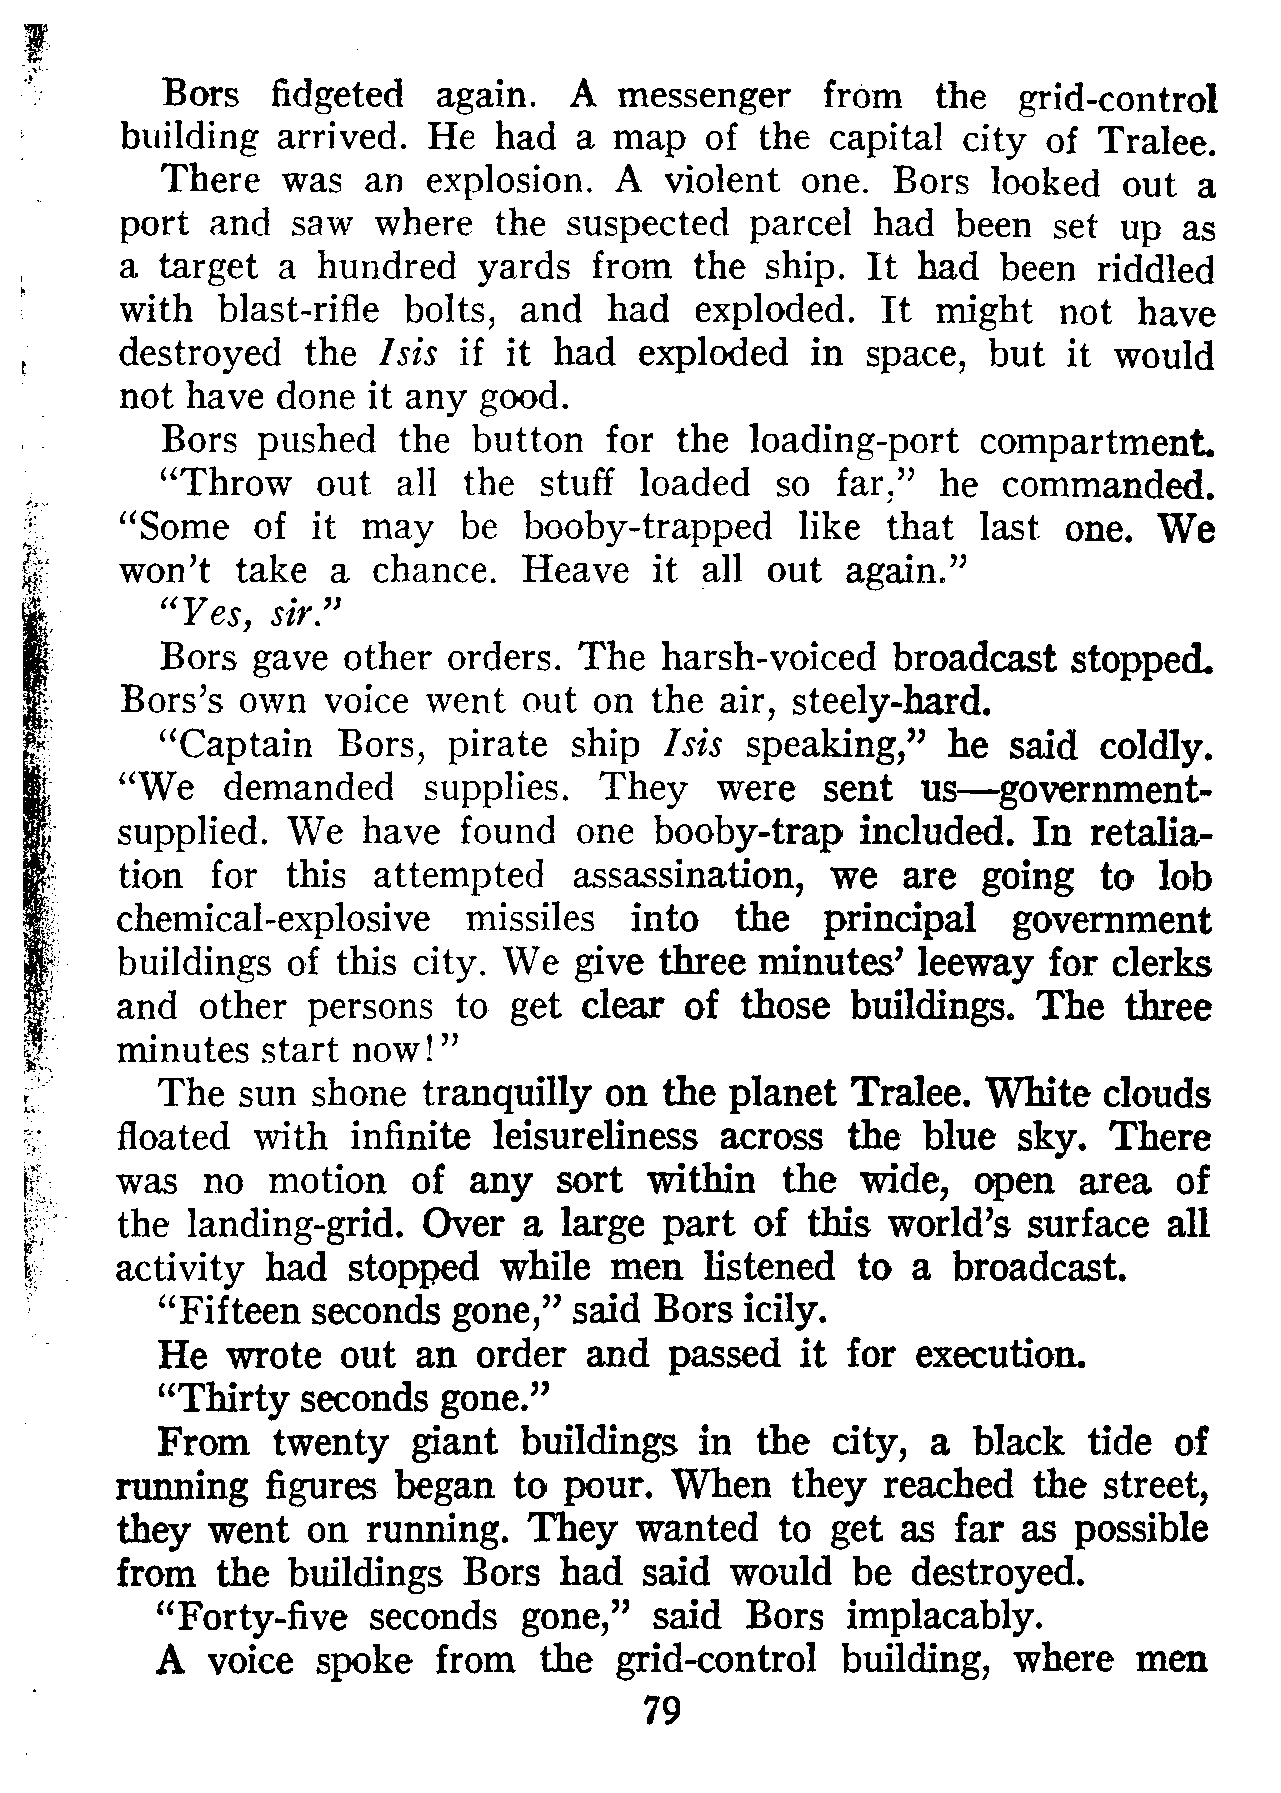 Bors fidgeted again. A messenger from the grid-control
building arrived. He had a map of the capital city of Tralee.
There was an explosion. A violent one. Bors looked out a
port and saw where the suspected parcel had been set up as
a target a hundred yards from the ship. It had been riddled
with blast-rifle bolts, and had exploded. It might not have
destroyed the Isis if it had exploded in space, but it would
not have done it any good.
Bors pushed the button for the loading-port compartment.
“Throw out all the stuff loaded so far,” he commanded.
“Some of it may be booby-trapped like that last one. We
won’t take a chance. Heave it all out again.”
“Yes, sir.”
Bors gave other orders. The harsh-voiced broadcast stopped.
Bors’s own voice went out on the air, steely-hard.
“Captain Bors, pirate ship Isis speaking,” he said coldly.
“We demanded supplies. They were sent us—government-
supplied. We have found one booby-trap included. In retalia-
tion for this attempted assassination, we are going to lob
chemical-explosive missiles into the principal government
buildings of this city. We give three minutes’ leeway for clerks
and other persons to get clear of those buildings. The three
minutes start now!”
The sun shone tranquilly on the planet Tralee. White clouds
floated with infinite leisureliness across the blue sky. There
was no motion of any sort within the wide, open area of
the landing-grid. Over a large part of this world’s surface all
activity had stopped while men listened to a broadcast.
“Fifteen seconds gone,” said Bors icily.
He wrote out an order and passed it for execution.
“Thirty seconds gone.”
From twenty giant buildings in the city, a black tide of
running figures began to pour. When they reached the street,
they went on running. They wanted to get as far as possible
from the buildings Bors had said would be destroyed.
“Forty-five seconds gone,” said Bors implacably.
A voice spoke from the grid-control building, where men
79